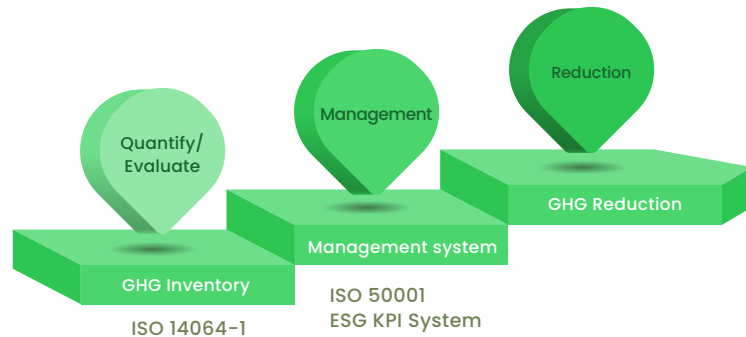 Quantify/
Evaluate
GHG Inventory
ISO 14064-1
Management
Management system
ISO 50001
ESG KPI System
Reduction
GHG Reduction